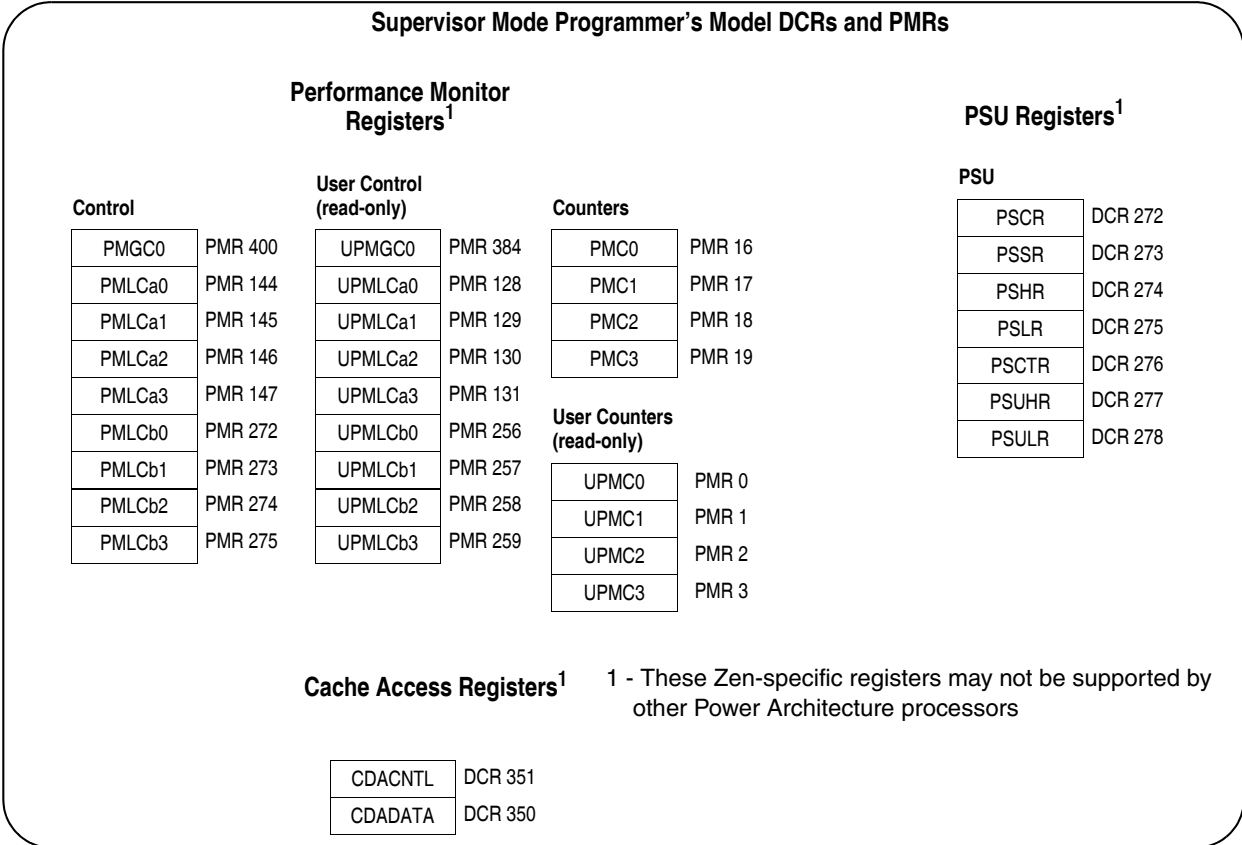 Supervisor Mode Programmer’s Model DCRs and PMRs
Performance Monitor
Registers1
Control
PMGC0 PMR 400
PMLCa0 PMR 144
PMLCa1 PMR 145
PMLCa2 PMR 146
PMLCa3 PMR 147
PMLCb0 PMR 272
PMLCb1 PMR 273
PMLCb2 PMR 274
PMLCb3 PMR 275
User Control
(read-only)
UPMGC0 PMR 384
UPMLCa0 PMR 128
UPMLCa1 PMR 129
UPMLCa2 PMR 130
UPMLCa3 PMR 131
UPMLCb0 PMR 256
UPMLCb1 PMR 257
UPMLCb2 PMR 258
UPMLCb3 PMR 259
Counters
PMC0 PMR 16
PMC1 PMR 17
PMC2 PMR 18
PMC3 PMR 19
User Counters
(read-only)
UPMC0 PMR 0
UPMC1 PMR 1
UPMC2 PMR 2
UPMC3 PMR 3
PSU Registers1
PSU
PSCR DCR 272
PSSR DCR 273
PSHR DCR 274
PSLR DCR 275
PSCTR DCR 276
PSUHR DCR 277
PSULR DCR 278
Cache Access Registers1
CDACNTL DCR 351
CDADATA DCR 350
1 - These Zen-specific registers may not be supported by
other Power Architecture processors